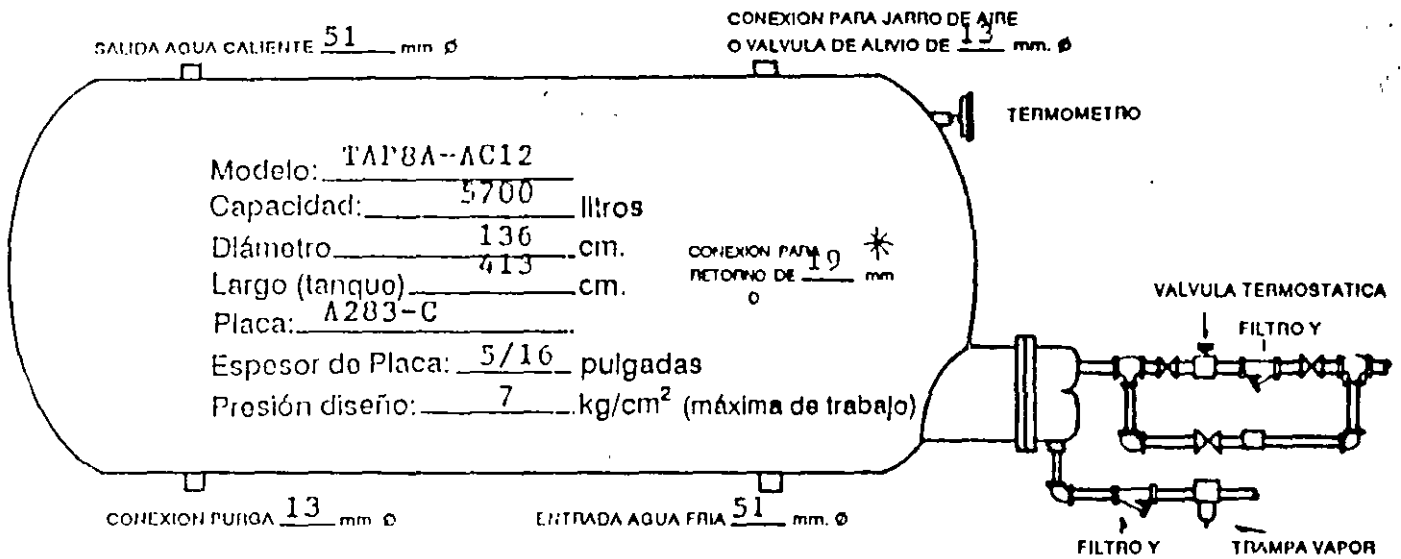 SALIDA AGUA CALIENTE 51 mm Ø
CONEXION PARA JARRO DE AIRE
O VALVULA DE ALIVIO DE 13 mm. Ø
TERMOMETRO
Modelo: TAP8A-AC12
Capacidad: 5700 litros
Diámetro 136 cm.
Largo (tanque) 413 cm.
Placa: A283-C
Espesor de Placa: 5/16 pulgadas
Presión diseño: 7 kg/cm² (máxima de trabajo)
CONEXION PARA
RETORNO DE 19 mm
VALVULA TERMOSTATICA
FILTRO Y
CONEXION PURGA 13 mm Ø
ENTRADA AGUA FRIA 51 mm. Ø
FILTRO Y
TRAMPA VAPOR